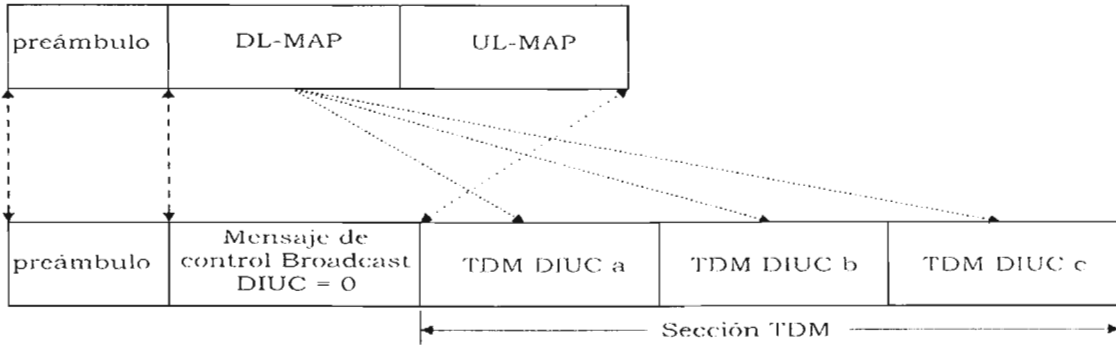 preámbulo
DL-MAP
UL-MAP
preámbulo
Mensaje de
control Broadcast
DIUC = 0
TDM DIUC a
TDM DIUC b
TDM DIUC c
Sección TDM